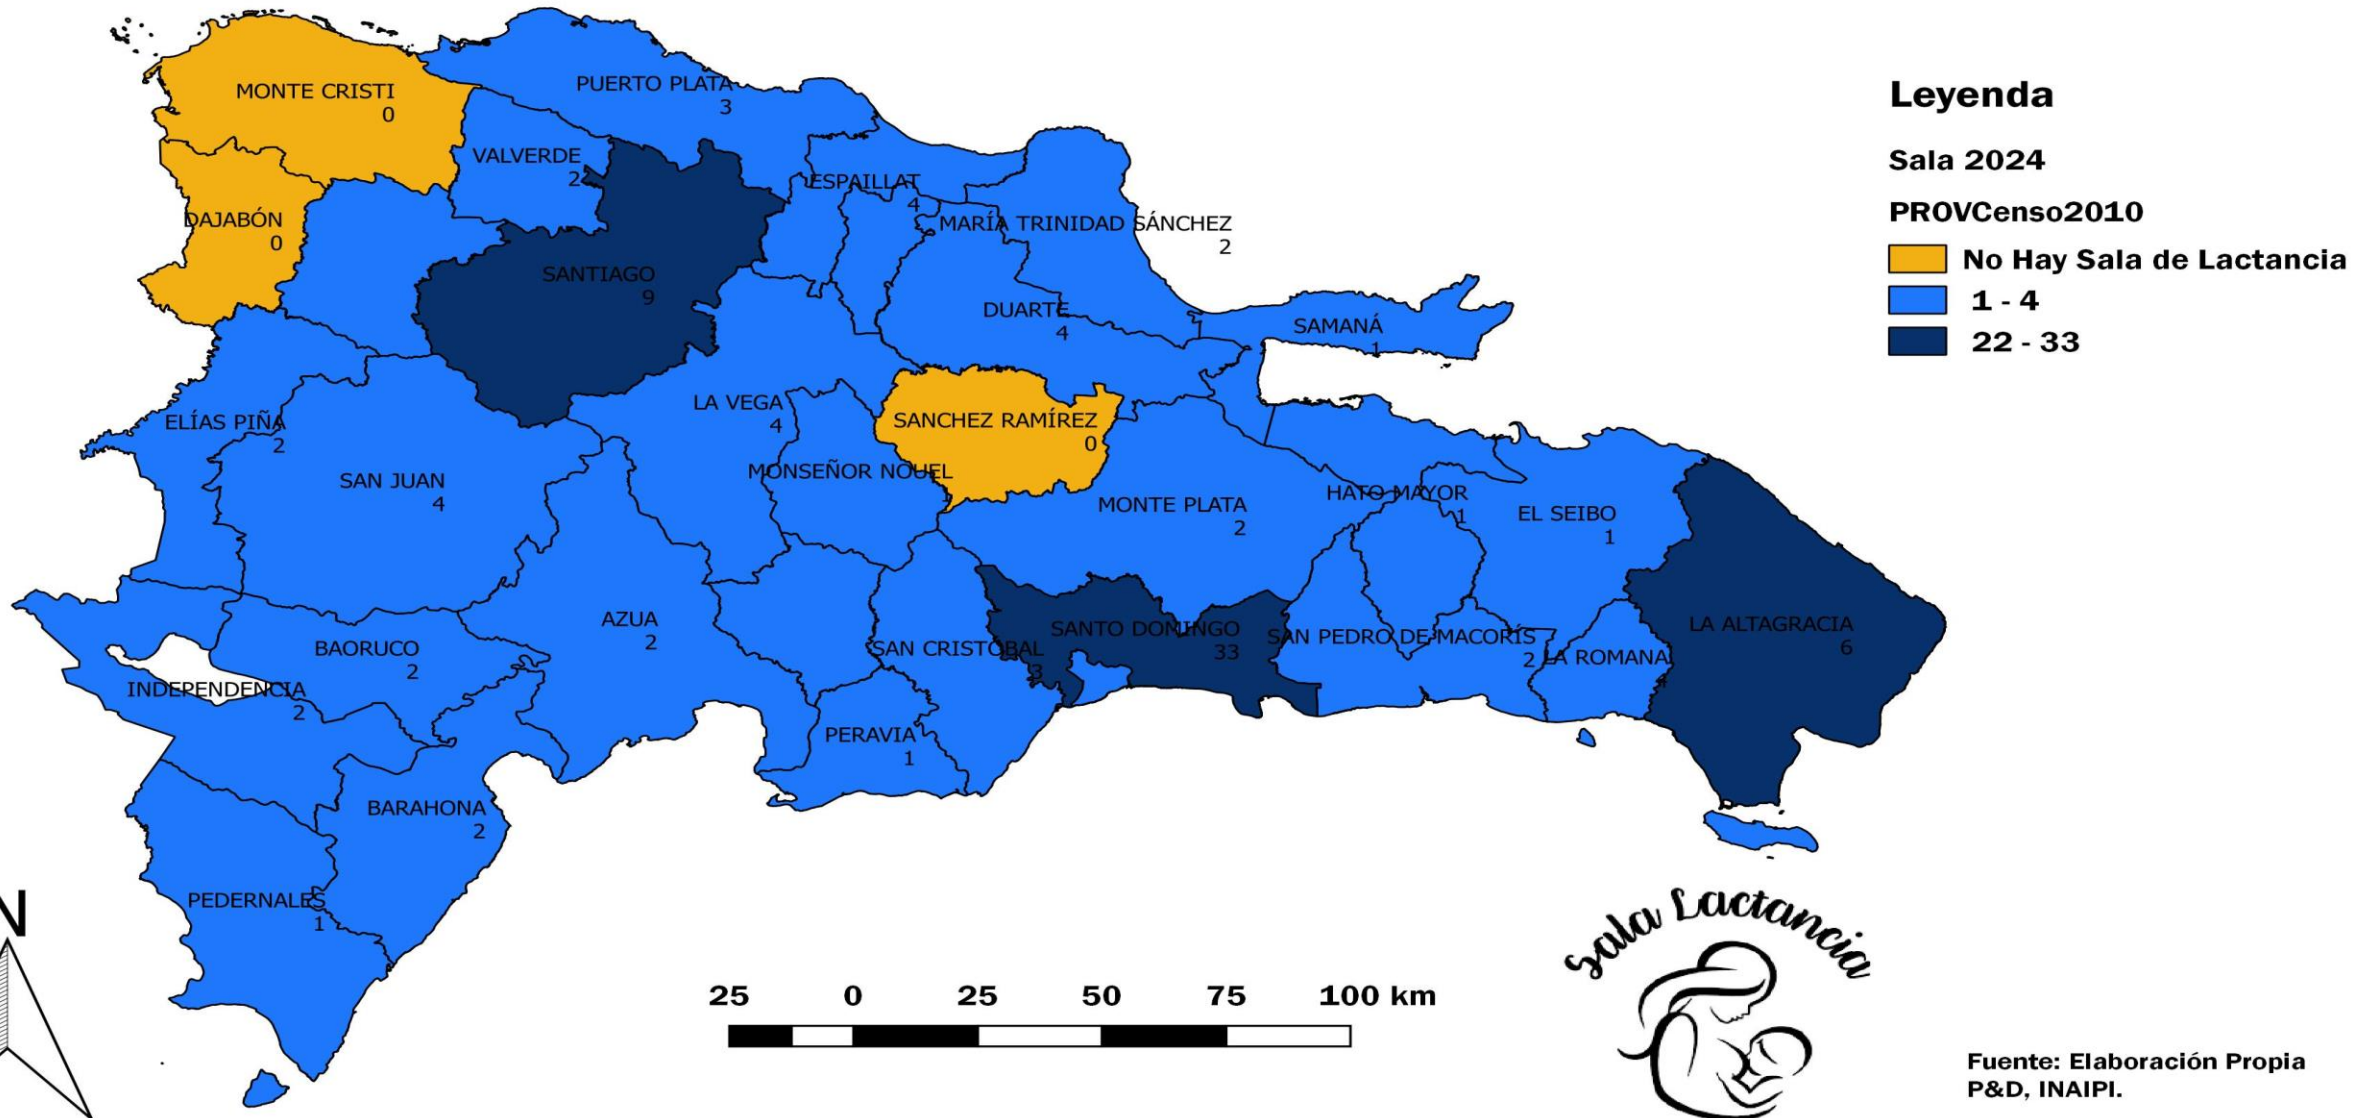 MONTE CRISTI
0
PUERTO PLATA
3
VALVERDE
2
DAJABÓN
0
ESPAILLAT
4
MARÍA TRINIDAD SÁNCHEZ
2
SANTIAGO
9
DUARTE
4
SAMANÁ
1
ELÍAS PIÑA
2
LA VEGA
4
SANCHEZ RAMÍREZ
0
SAN JUAN
4
MONSEÑOR NOUEL
1
MONTE PLATA
2
HATO MAYOR
1
EL SEIBO
1
AZUA
2
BAORUCO
2
SAN CRISTÓBAL
3
SANTO DOMINGO
33
SAN PEDRO DE MACORÍS
2
LA ROMANA
4
LA ALTAGRACIA
6
INDEPENDENCIA
2
PERAVIA
1
BARAHONA
2
PEDERNALES
1
Leyenda
Sala 2024
PROVCenso2010
No Hay Sala de Lactancia
1 - 4
22 - 33
N
25 0 25 50 75 100 km
Sala Lactancia
Fuente: Elaboración Propia
P&D, INAIPI.